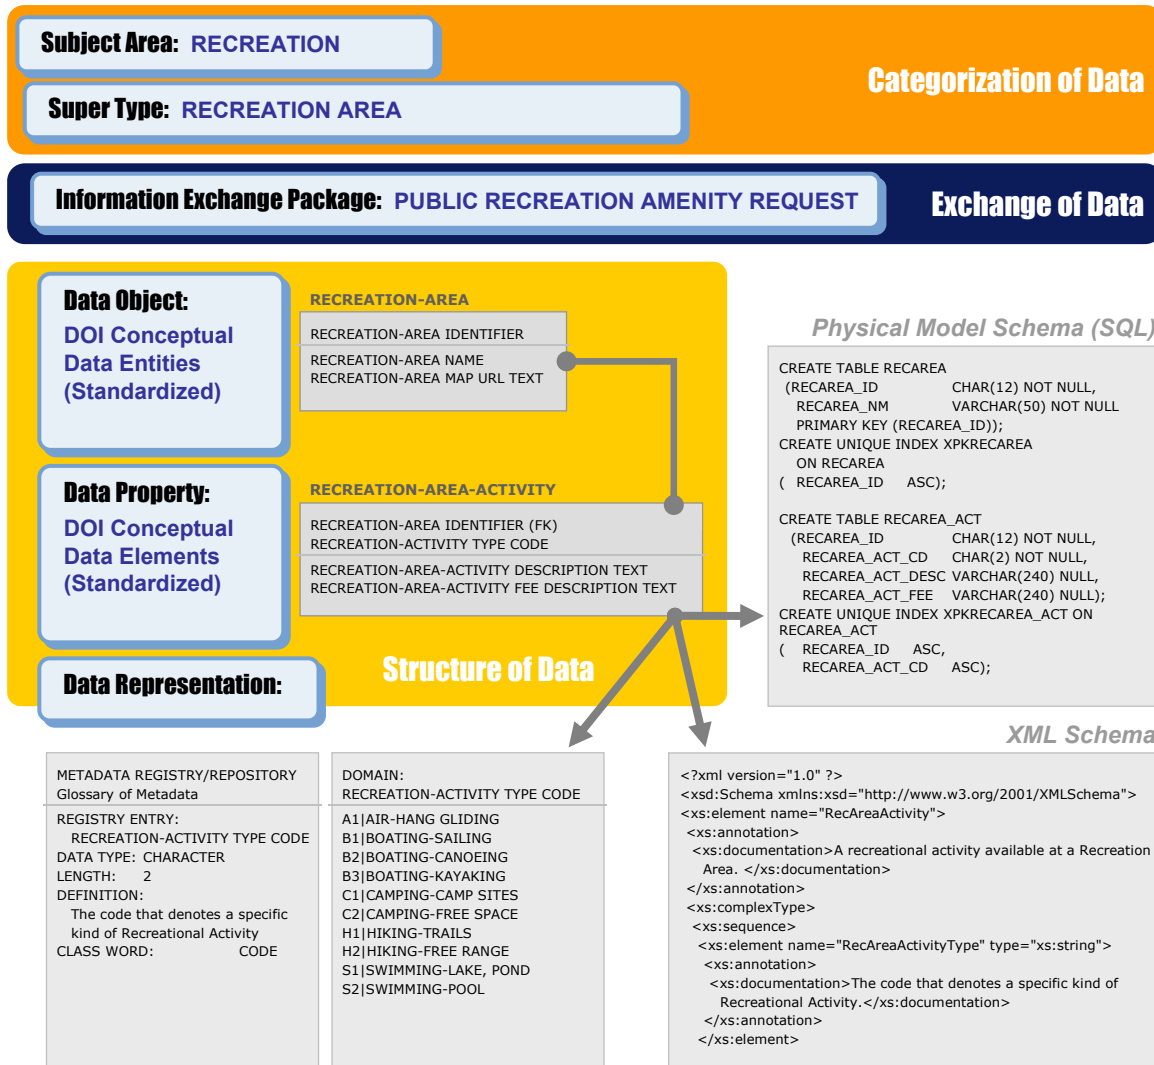 Subject Area: RECREATION
Super Type: RECREATION AREA
Categorization of Data
Information Exchange Package: PUBLIC RECREATION AMENITY REQUEST
Exchange of Data
Data Object:
DOI Conceptual
Data Entities
(Standardized)
RECREATION-AREA
RECREATION-AREA IDENTIFIER
RECREATION-AREA NAME
RECREATION-AREA MAP URL TEXT
Data Property:
DOI Conceptual
Data Elements
(Standardized)
RECREATION-AREA-ACTIVITY
RECREATION-AREA IDENTIFIER (FK)
RECREATION-ACTIVITY TYPE CODE
RECREATION-AREA-ACTIVITY DESCRIPTION TEXT
RECREATION-AREA-ACTIVITY FEE DESCRIPTION TEXT
Structure of Data
Data Representation:
Physical Model Schema (SQL)
CREATE TABLE RECAREA
(RECAREA_ID CHAR(12) NOT NULL,
RECAREA_NM VARCHAR(50) NOT NULL
PRIMARY KEY (RECAREA_ID));
CREATE UNIQUE INDEX XPKRECAREA
ON RECAREA
( RECAREA_ID ASC);
CREATE TABLE RECAREA_ACT
(RECAREA_ID CHAR(12) NOT NULL,
RECAREA_ACT_CD CHAR(2) NOT NULL,
RECAREA_ACT_DESC VARCHAR(240) NULL,
RECAREA_ACT_FEE VARCHAR(240) NULL);
CREATE UNIQUE INDEX XPKRECAREA_ACT ON
RECAREA_ACT
( RECAREA_ID ASC,
RECAREA_ACT_CD ASC);
METADATA REGISTRY/REPOSITORY
Glossary of Metadata
REGISTRY ENTRY:
RECREATION-ACTIVITY TYPE CODE
DATA TYPE: CHARACTER
LENGTH: 2
DEFINITION:
The code that denotes a specific
kind of Recreational Activity
CLASS WORD: CODE
DOMAIN:
RECREATION-ACTIVITY TYPE CODE
A1|AIR-HANG GLIDING
B1|BOATING-SAILING
B2|BOATING-CANOEING
B3|BOATING-KAYAKING
C1|CAMPING-CAMP SITES
C2|CAMPING-FREE SPACE
H1|HIKING-TRAILS
H2|HIKING-FREE RANGE
S1|SWIMMING-LAKE, POND
S2|SWIMMING-POOL
XML Schema
<?xml version="1.0" ?>
<xsd:Schema xmlns:xsd="http://www.w3.org/2001/XMLSchema">
<xs:element name="RecAreaActivity">
<xs:annotation>
<xs:documentation>A recreational activity available at a Recreation
Area. </xs:documentation>
</xs:annotation>
<xs:complexType>
<xs:sequence>
<xs:element name="RecAreaActivityType" type="xs:string">
<xs:annotation>
<xs:documentation>The code that denotes a specific kind of
Recreational Activity.</xs:documentation>
</xs:annotation>
</xs:element>